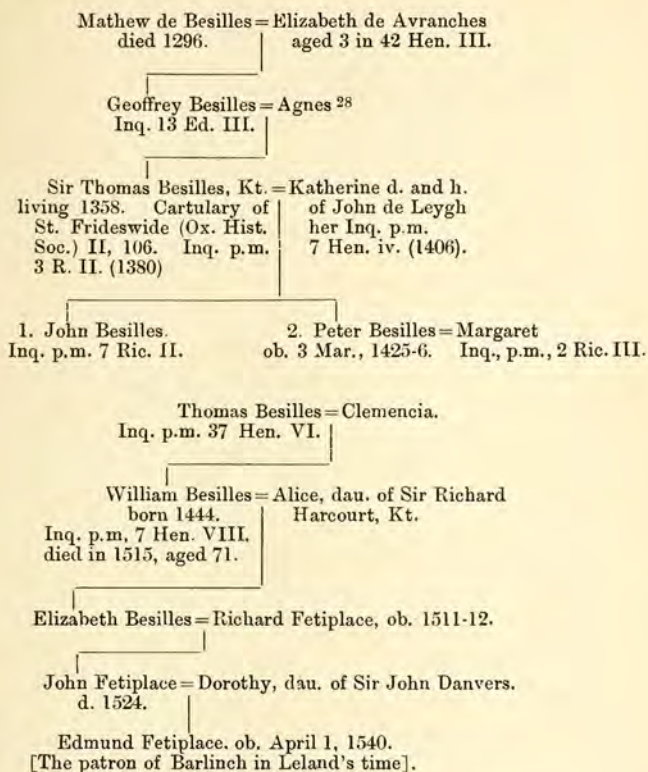 Mathew de Besilles = Elizabeth de Avranches
died 1296. aged 3 in 42 Hen. III.
Geoffrey Besilles = Agnes 28
Inq. 13 Ed. III.
Sir Thomas Besilles, Kt. = Katherine d. and h.
living 1358. Cartulary of of John de Leygh
St. Frideswide (Ox. Hist. her Inq. p.m.
Soc.) II, 106. Inq. p.m. 7 Hen. iv. (1406).
3 R. II. (1380)
1. John Besilles. 2. Peter Besilles = Margaret
Inq. p.m. 7 Ric. II. ob. 3 Mar., 1425-6. Inq., p.m., 2 Ric. III.
Thomas Besilles = Clemencia.
Inq. p.m. 37 Hen. VI.
William Besilles = Alice, dau. of Sir Richard
born 1444. Harcourt, Kt.
Inq. p.m, 7 Hen. VIII.
died in 1515, aged 71.
Elizabeth Besilles = Richard Fetiplace, ob. 1511-12.
John Fetiplace = Dorothy, dau. of Sir John Danvers.
d. 1524.
Edmund Fetiplace. ob. April 1, 1540.
[The patron of Barlinch in Leland's time].